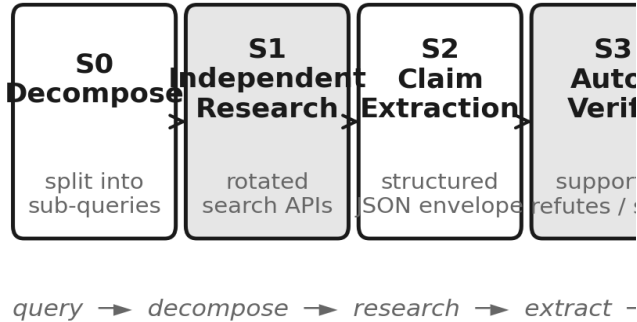 S0
Decompose
split into
sub-queries
S1
Independent
Research
rotated
search APIs
S2
Claim
Extraction
structured
JSON envelope
S3
query → decompose → research → extract